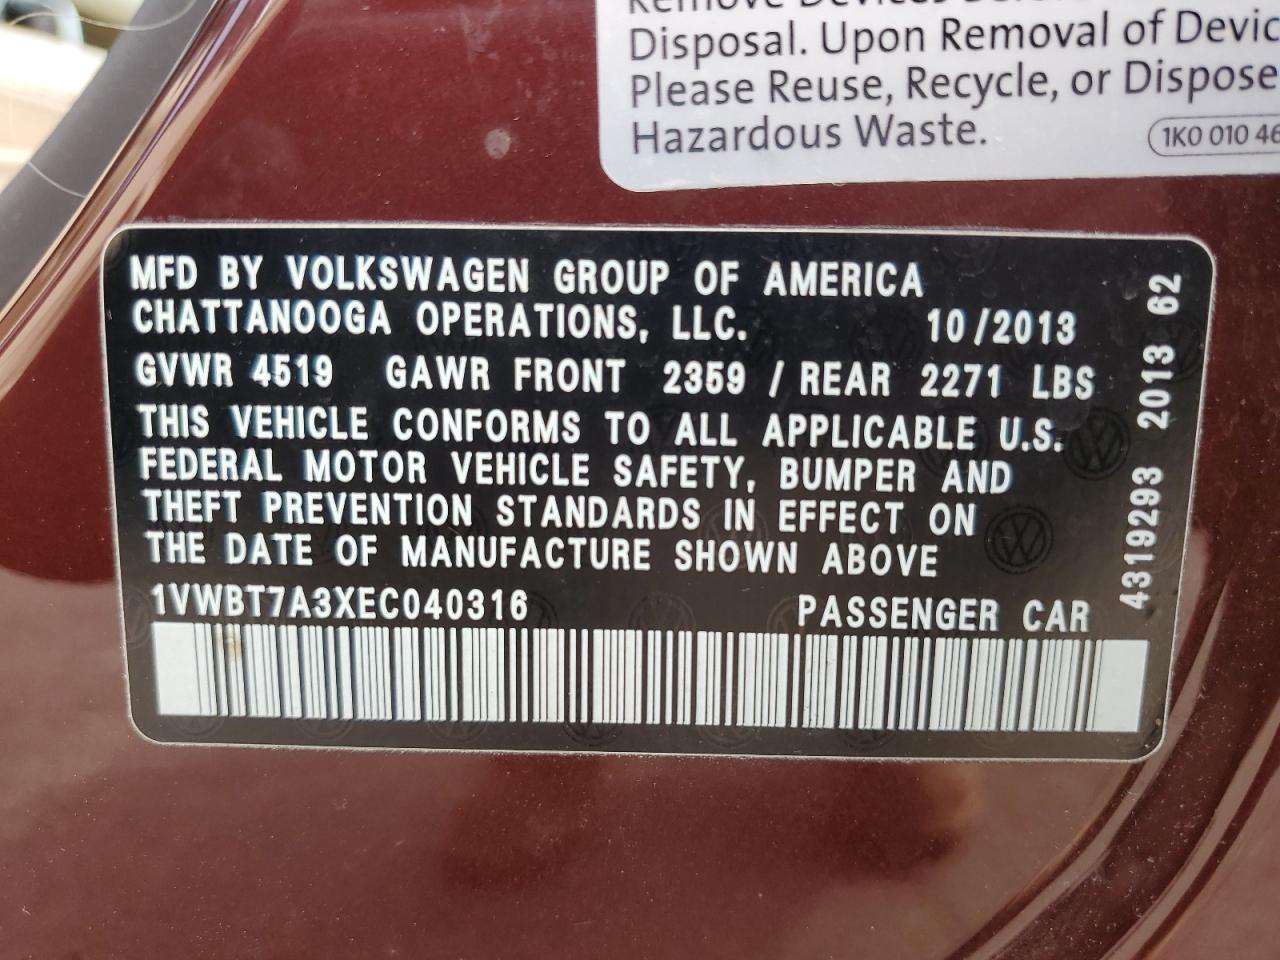 Disposal. Upon Removal of
Please Reuse, Recycle, or Dispose
Hazardous Waste.
1K0 010 46
MFD BY VOLKSWAGEN GROUP OF AMERICA
CHATTANOOGA OPERATIONS, LLC. 10/2013
GVWR 4519 GAWR FRONT 2359 / REAR 2271 LBS
THIS VEHICLE CONFORMS TO ALL APPLICABLE U.S.
FEDERAL MOTOR VEHICLE SAFETY, BUMPER AND
THEFT PREVENTION STANDARDS IN EFFECT ON
THE DATE OF MANUFACTURE SHOWN ABOVE
1VWBT7A3XEC040316 PASSENGER CAR
4319293 2013 62